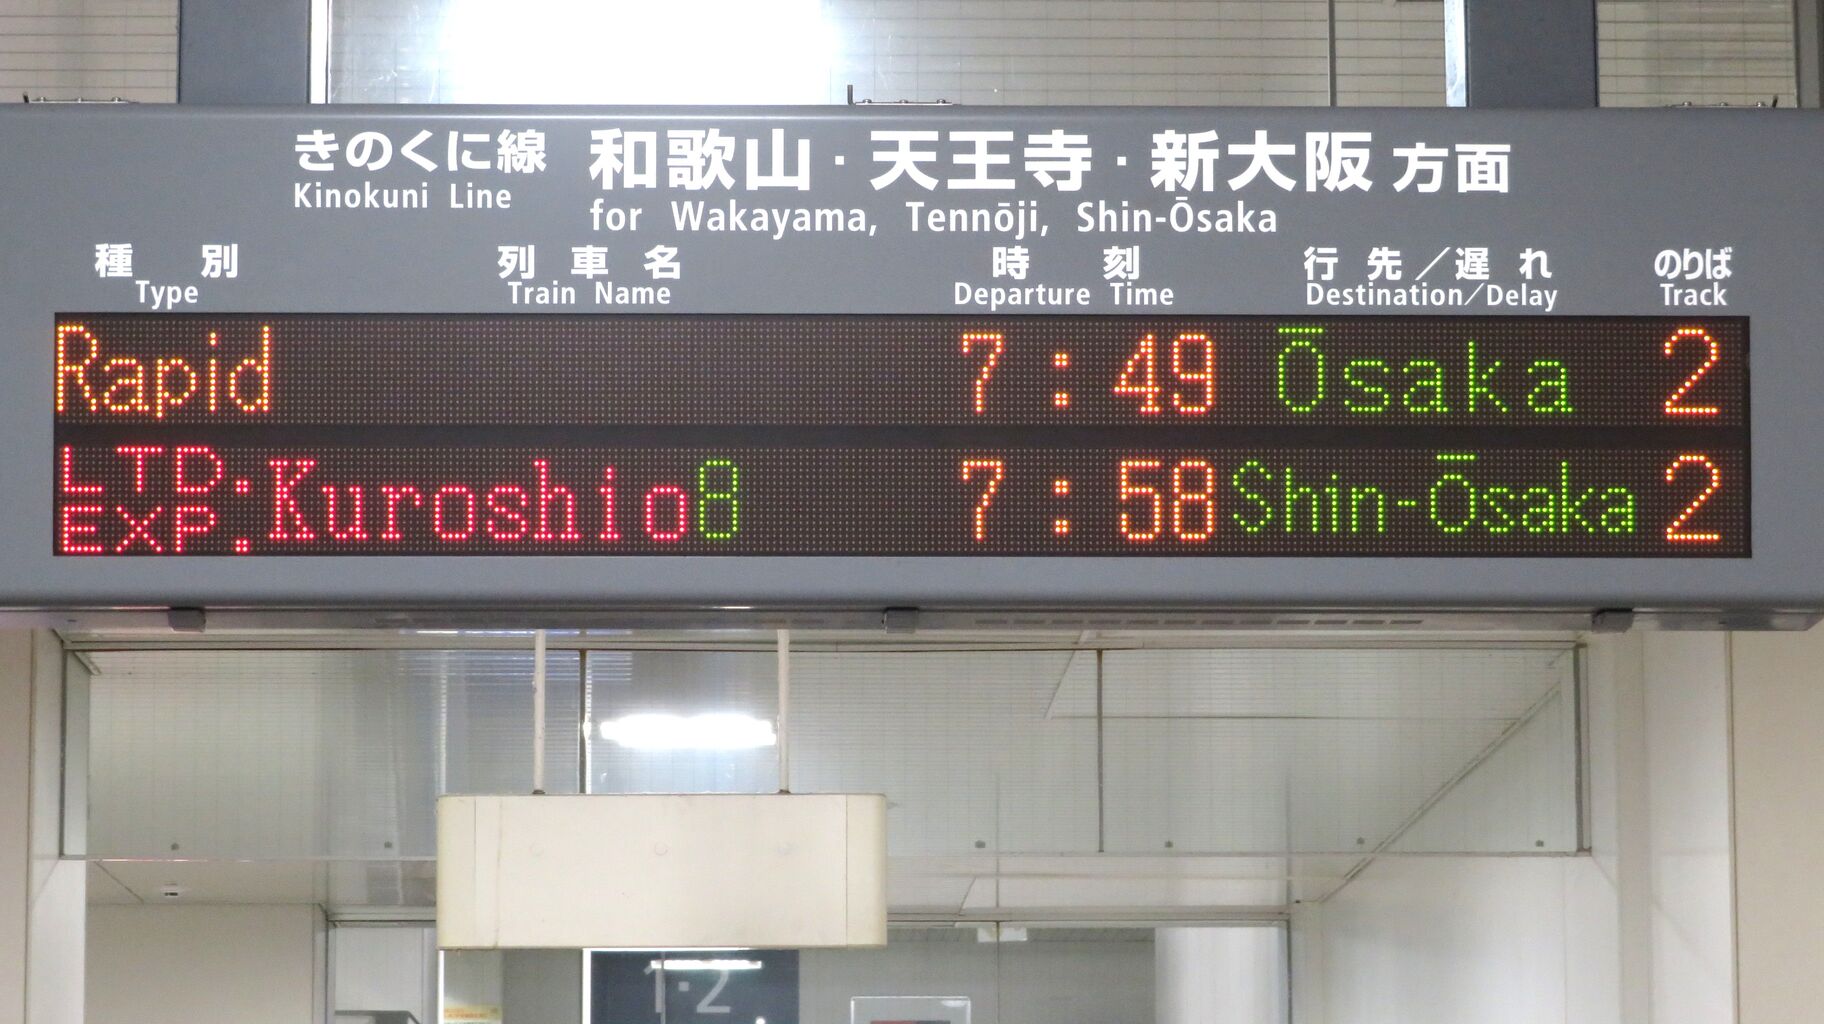 きのくに線 和歌山・天王寺・新大阪 方面
Kinokuni Line for Wakayama, Tennōji, Shin-Ōsaka
種別 列車名 時刻 行先／遅れ のりば
Type Train Name Departure Time Destination/Delay Track
Rapid 7:49 Ōsaka 2
LTD. EXP. Kuroshio8 7:58 Shin-Ōsaka 2
1・2